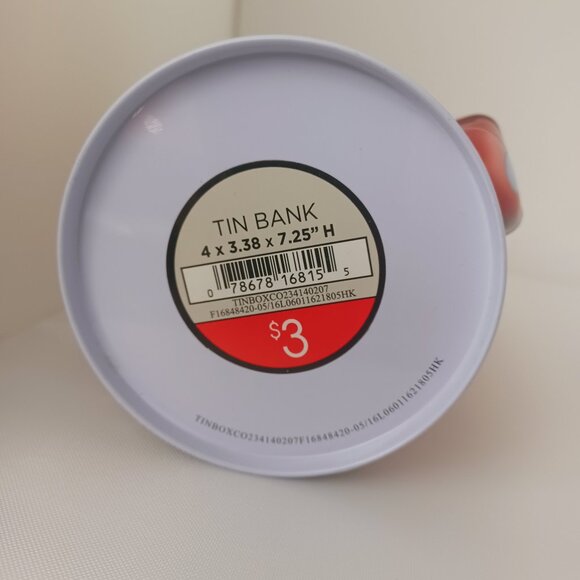 TIN BANK
4 x 3.38 x 7.25" H
0 78678 16815 5
TINBOXCO234140207
F16848420-05/16L06011621805HK
$3
TINBOXCO234140207F16848420-05/16L06011621805HK